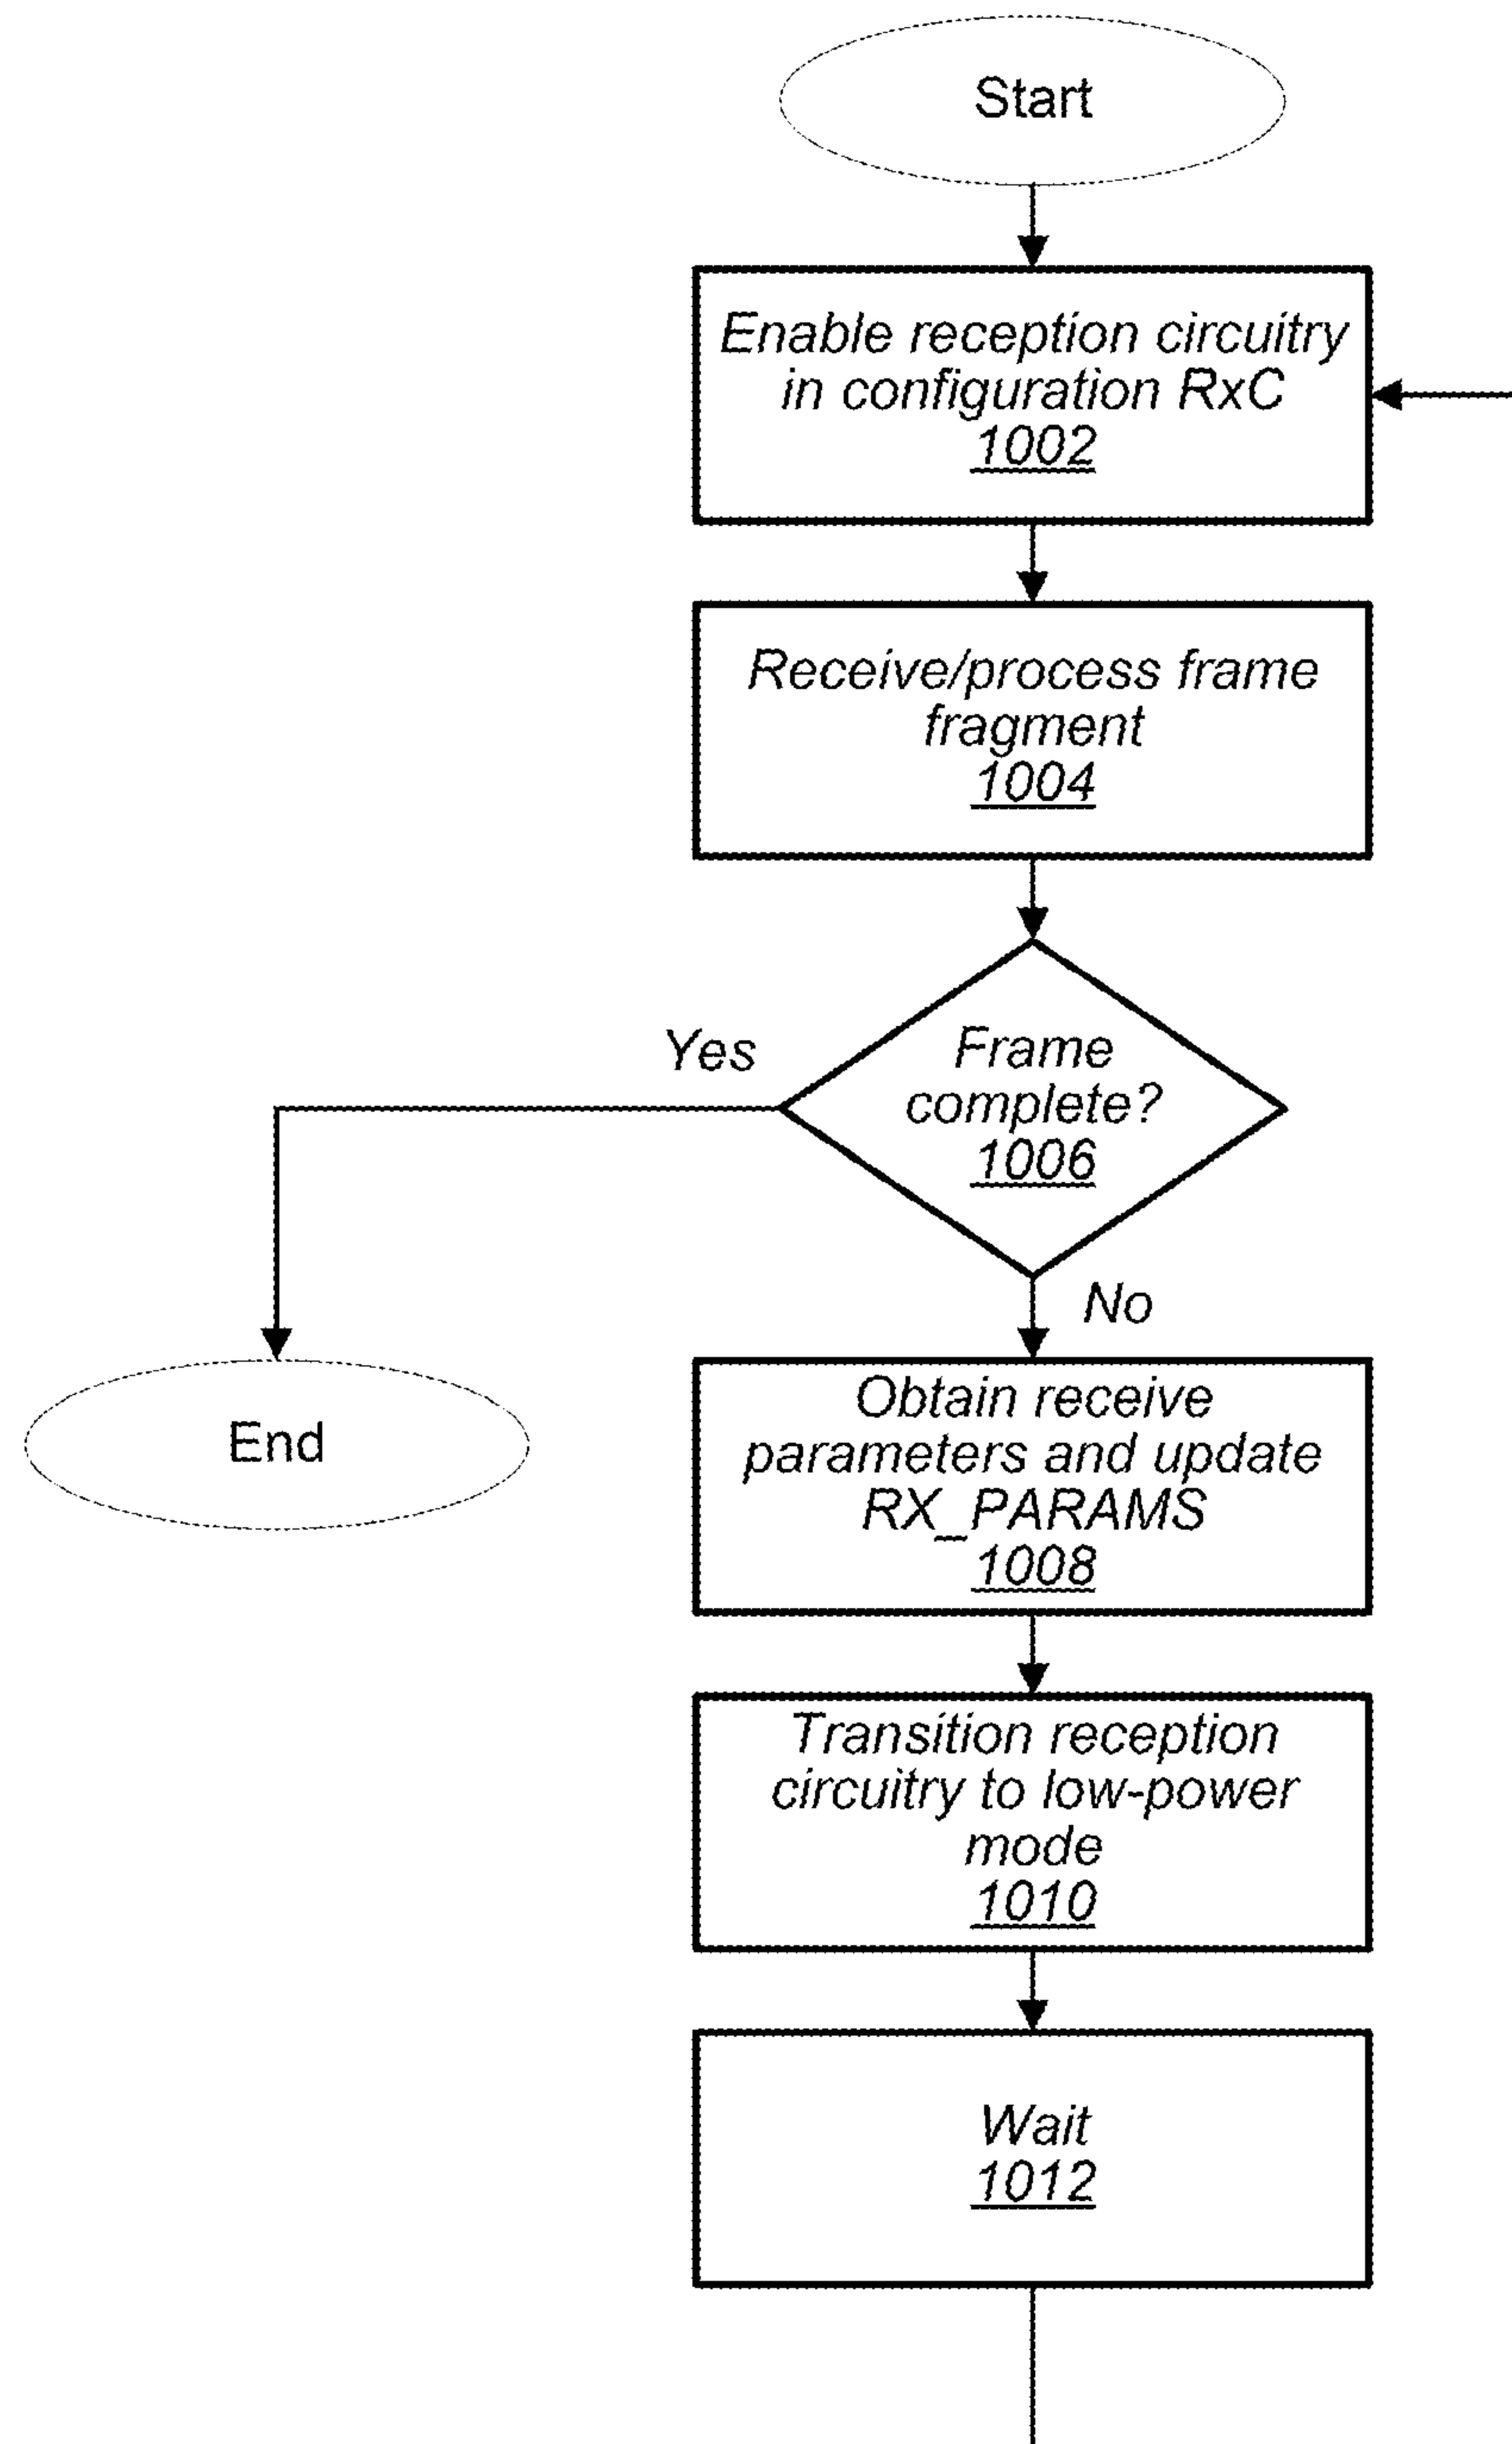 Start
Enable reception circuitry
in configuration RxC
1002
Receive/process frame
fragment
1004
Yes
Frame
complete?
1006
No
End
Obtain receive
parameters and update
RX_PARAMS
1008
Transition reception
circuitry to low-power
mode
1010
Wait
1012